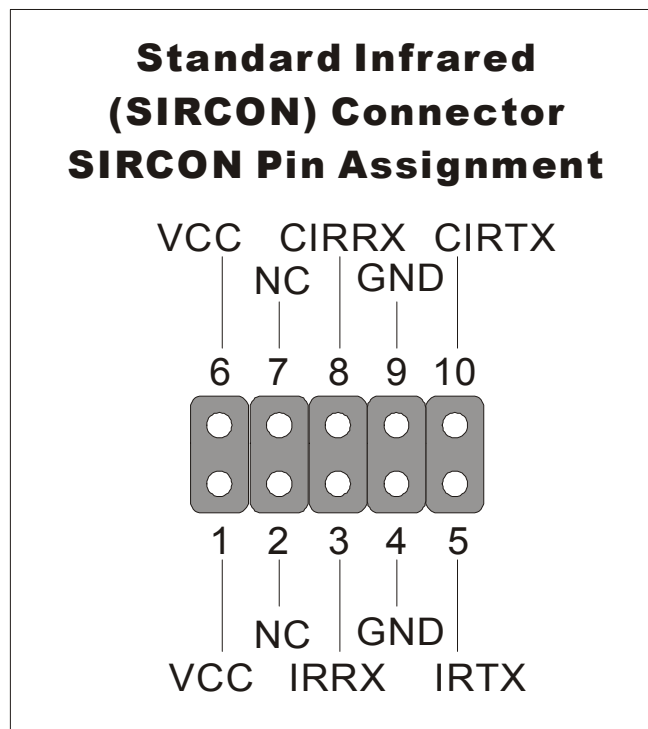 Standard Infrared
(SIRCON) Connector
SIRCON Pin Assignment
VCC CIRRX CIRTX
NC GND
6 7 8 9 10
1 2 3 4 5
NC GND
VCC IRRX IRTX